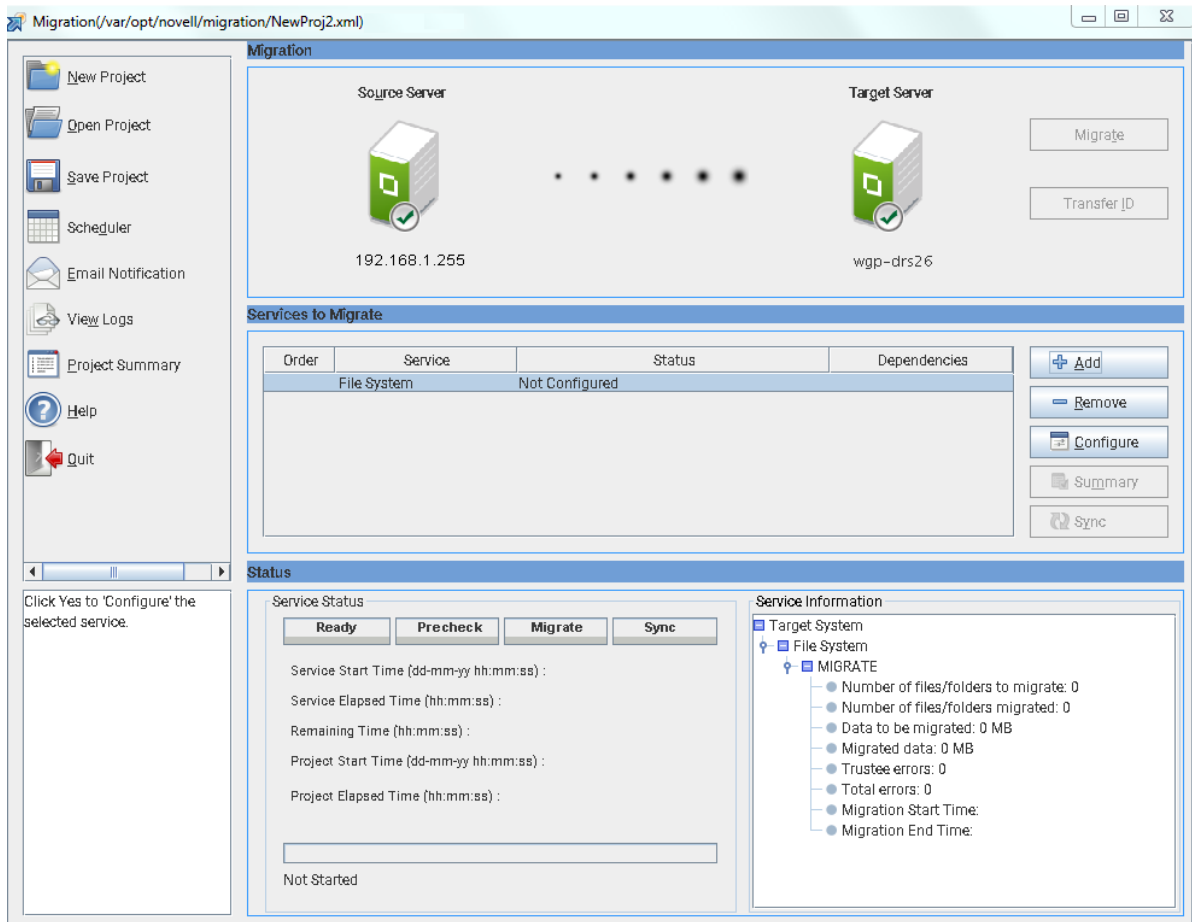 Migration(/var/opt/novell/migration/NewProj2.xml)
New Project
Open Project
Save Project
Scheduler
Email Notification
View Logs
Project Summary
Help
Quit
Click Yes to 'Configure' the
selected service.
Migration
Source Server
Target Server
192.168.1.255
wgp-drs26
Migrate
Transfer ID
Services to Migrate
Order Service Status Dependencies
File System Not Configured
Add
Remove
Configure
Summary
Sync
Status
Service Status
Ready Precheck Migrate Sync
Service Start Time (dd-mm-yy hh:mm:ss) :
Service Elapsed Time (hh:mm:ss) :
Remaining Time (hh:mm:ss) :
Project Start Time (dd-mm-yy hh:mm:ss) :
Project Elapsed Time (hh:mm:ss) :
Not Started
Service Information
Target System
File System
MIGRATE
Number of files/folders to migrate: 0
Number of files/folders migrated: 0
Data to be migrated: 0 MB
Migrated data: 0 MB
Trustee errors: 0
Total errors: 0
Migration Start Time:
Migration End Time: